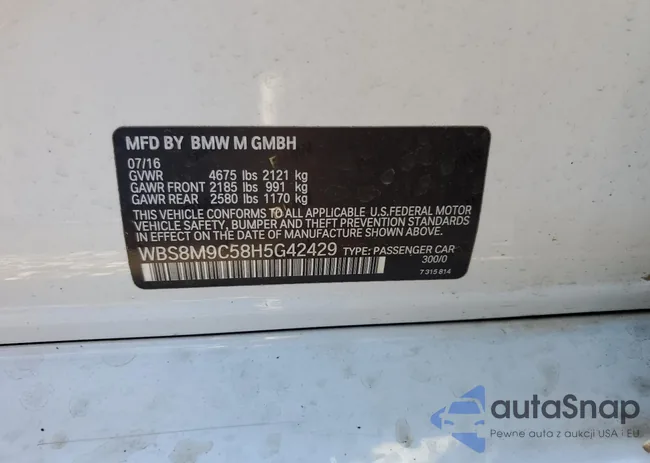 MFD BY BMW M GMBH
07/16
GVWR 4675 lbs 2121 kg
GAWR FRONT 2185 lbs 991 kg
GAWR REAR 2580 lbs 1170 kg
THIS VEHICLE CONFORMS TO ALL APPLICABLE U.S.FEDERAL MOTOR
VEHICLE SAFETY, BUMPER, AND THEFT PREVENTION STANDARDS
IN EFFECT ON THE DATE OF MANUFACTURE SHOWN ABOVE.
WBS8M9C58H5G42429 TYPE: PASSENGER CAR
300/0
7 315 814
autaSnap
Pewne auta z aukcji USA i EU